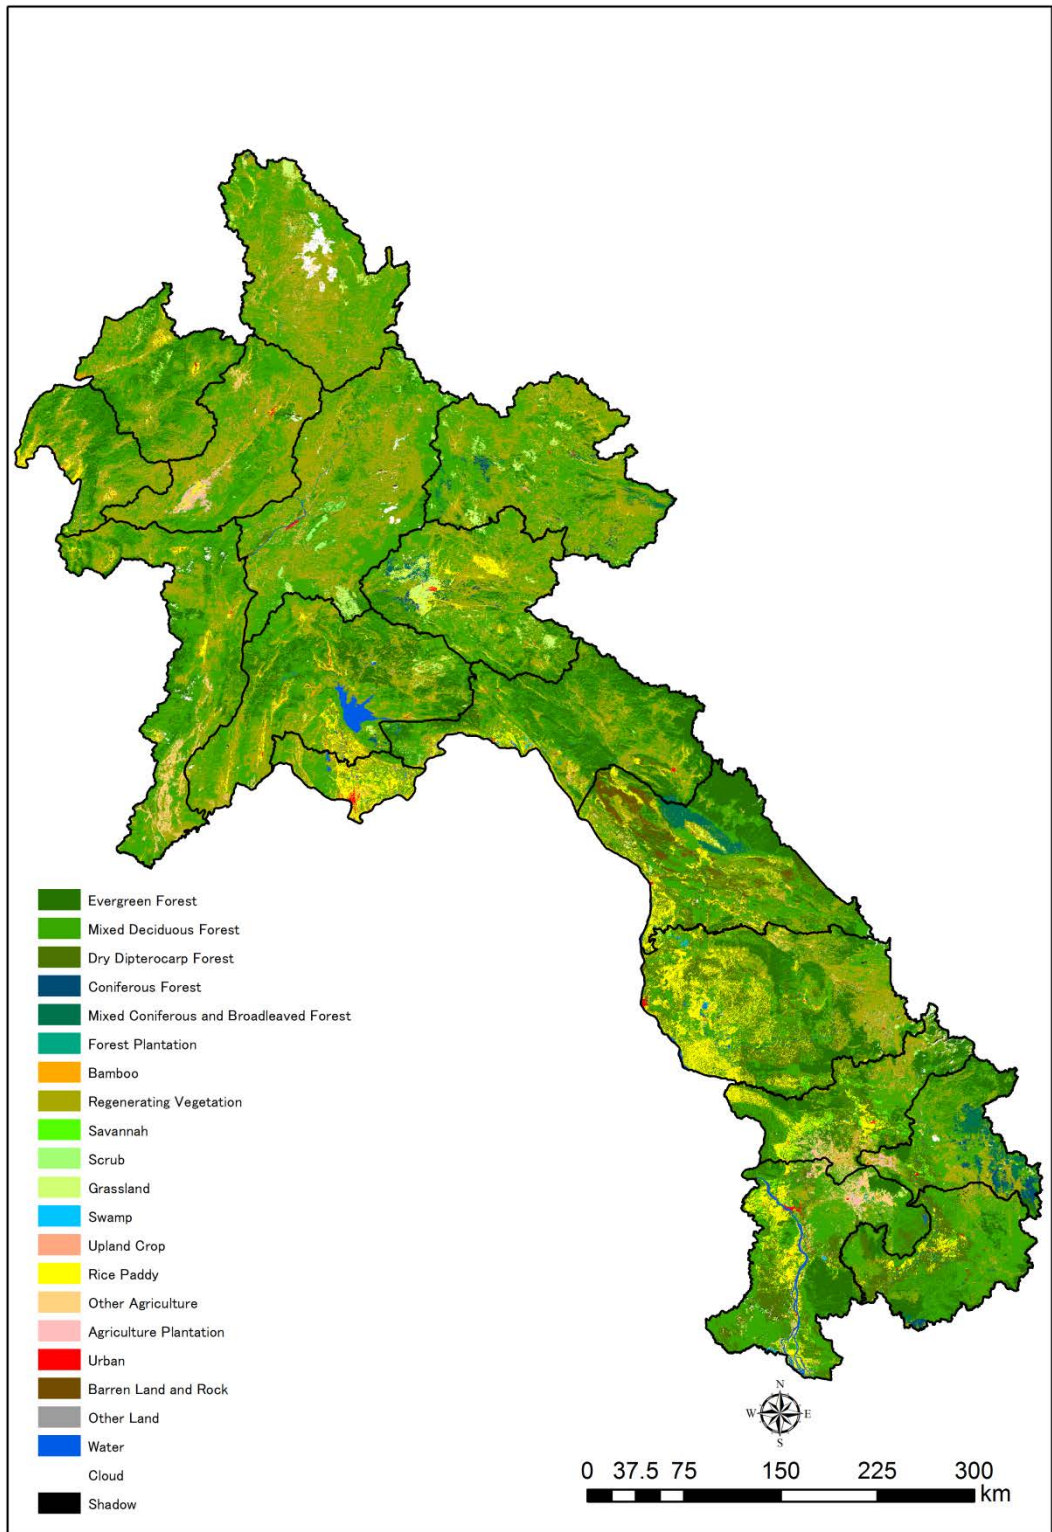 Evergreen Forest
Mixed Deciduous Forest
Dry Dipterocarp Forest
Coniferous Forest
Mixed Coniferous and Broadleaved Forest
Forest Plantation
Bamboo
Regenerating Vegetation
Savannah
Scrub
Grassland
Swamp
Upland Crop
Rice Paddy
Other Agriculture
Agriculture Plantation
Urban
Barren Land and Rock
Other Land
Water
Cloud
Shadow
N
W E
S
0 37.5 75 150 225 300
km